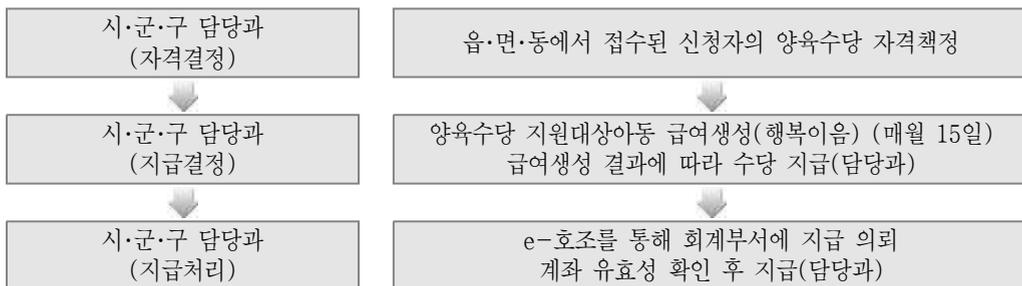 시·군·구 담당과
(자격결정)
읍·면·동에서 접수된 신청자의 양육수당 자격책정
시·군·구 담당과
(지급결정)
양육수당 지원대상아동 급여생성(행복이음) (매월 15일)
급여생성 결과에 따라 수당 지급(담당과)
시·군·구 담당과
(지급처리)
e-호조를 통해 회계부서에 지급 의뢰
계좌 유효성 확인 후 지급(담당과)